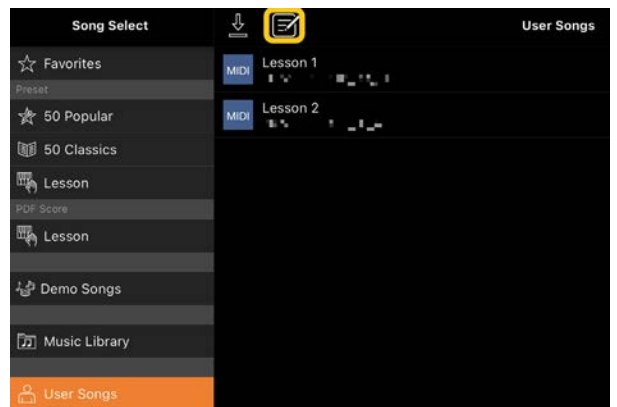 Song Select
User Songs
Favorites
Preset
50 Popular
50 Classics
Lesson
PDF Score
Lesson
Demo Songs
Music Library
User Songs
MIDI
Lesson 1
MIDI
Lesson 2